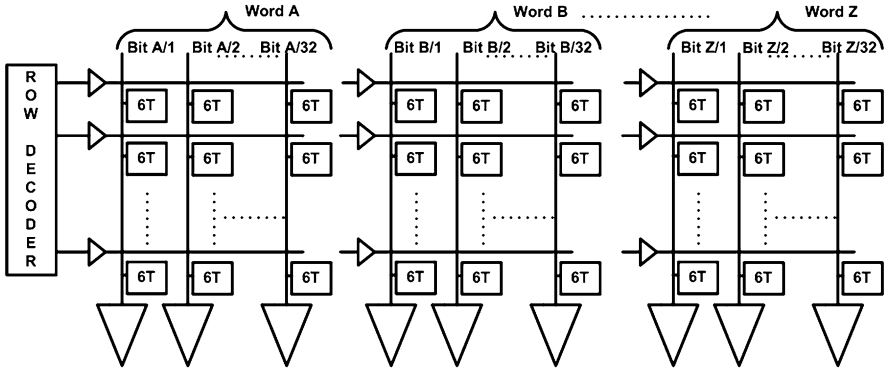 Word A
Word B
Word Z
Bit A/1 Bit A/2 Bit A/32
Bit B/1 Bit B/2 Bit B/32
Bit Z/1 Bit Z/2 Bit Z/32
ROW DECODER
6T 6T 6T 6T 6T 6T 6T 6T 6T
6T 6T 6T 6T 6T 6T 6T 6T 6T
6T 6T 6T 6T 6T 6T 6T 6T 6T